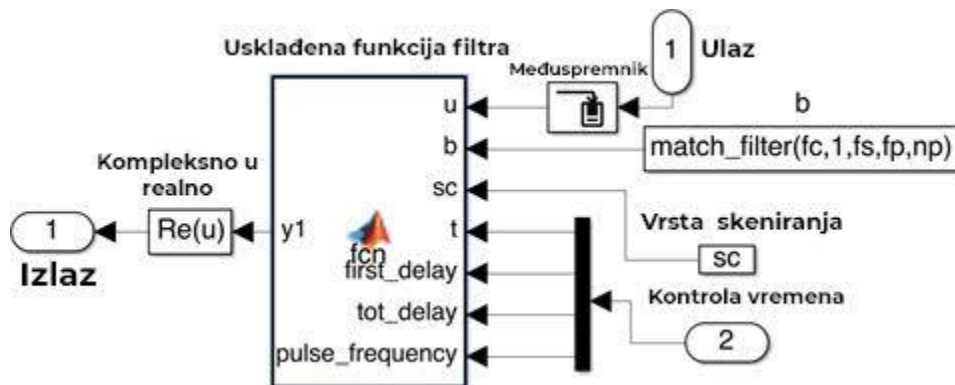 Usklađena funkcija filtra
1
Ulaz
Međuspremnik
u
b
b
match_filter(fc,1,fs,fp,np)
Kompleksno u
realno
sc
Vrsta skeniranja
1
Re(u)
y1
t
fcn
sc
Izlaz
first_delay
Kontrola vremena
tot_delay
2
pulse_frequency